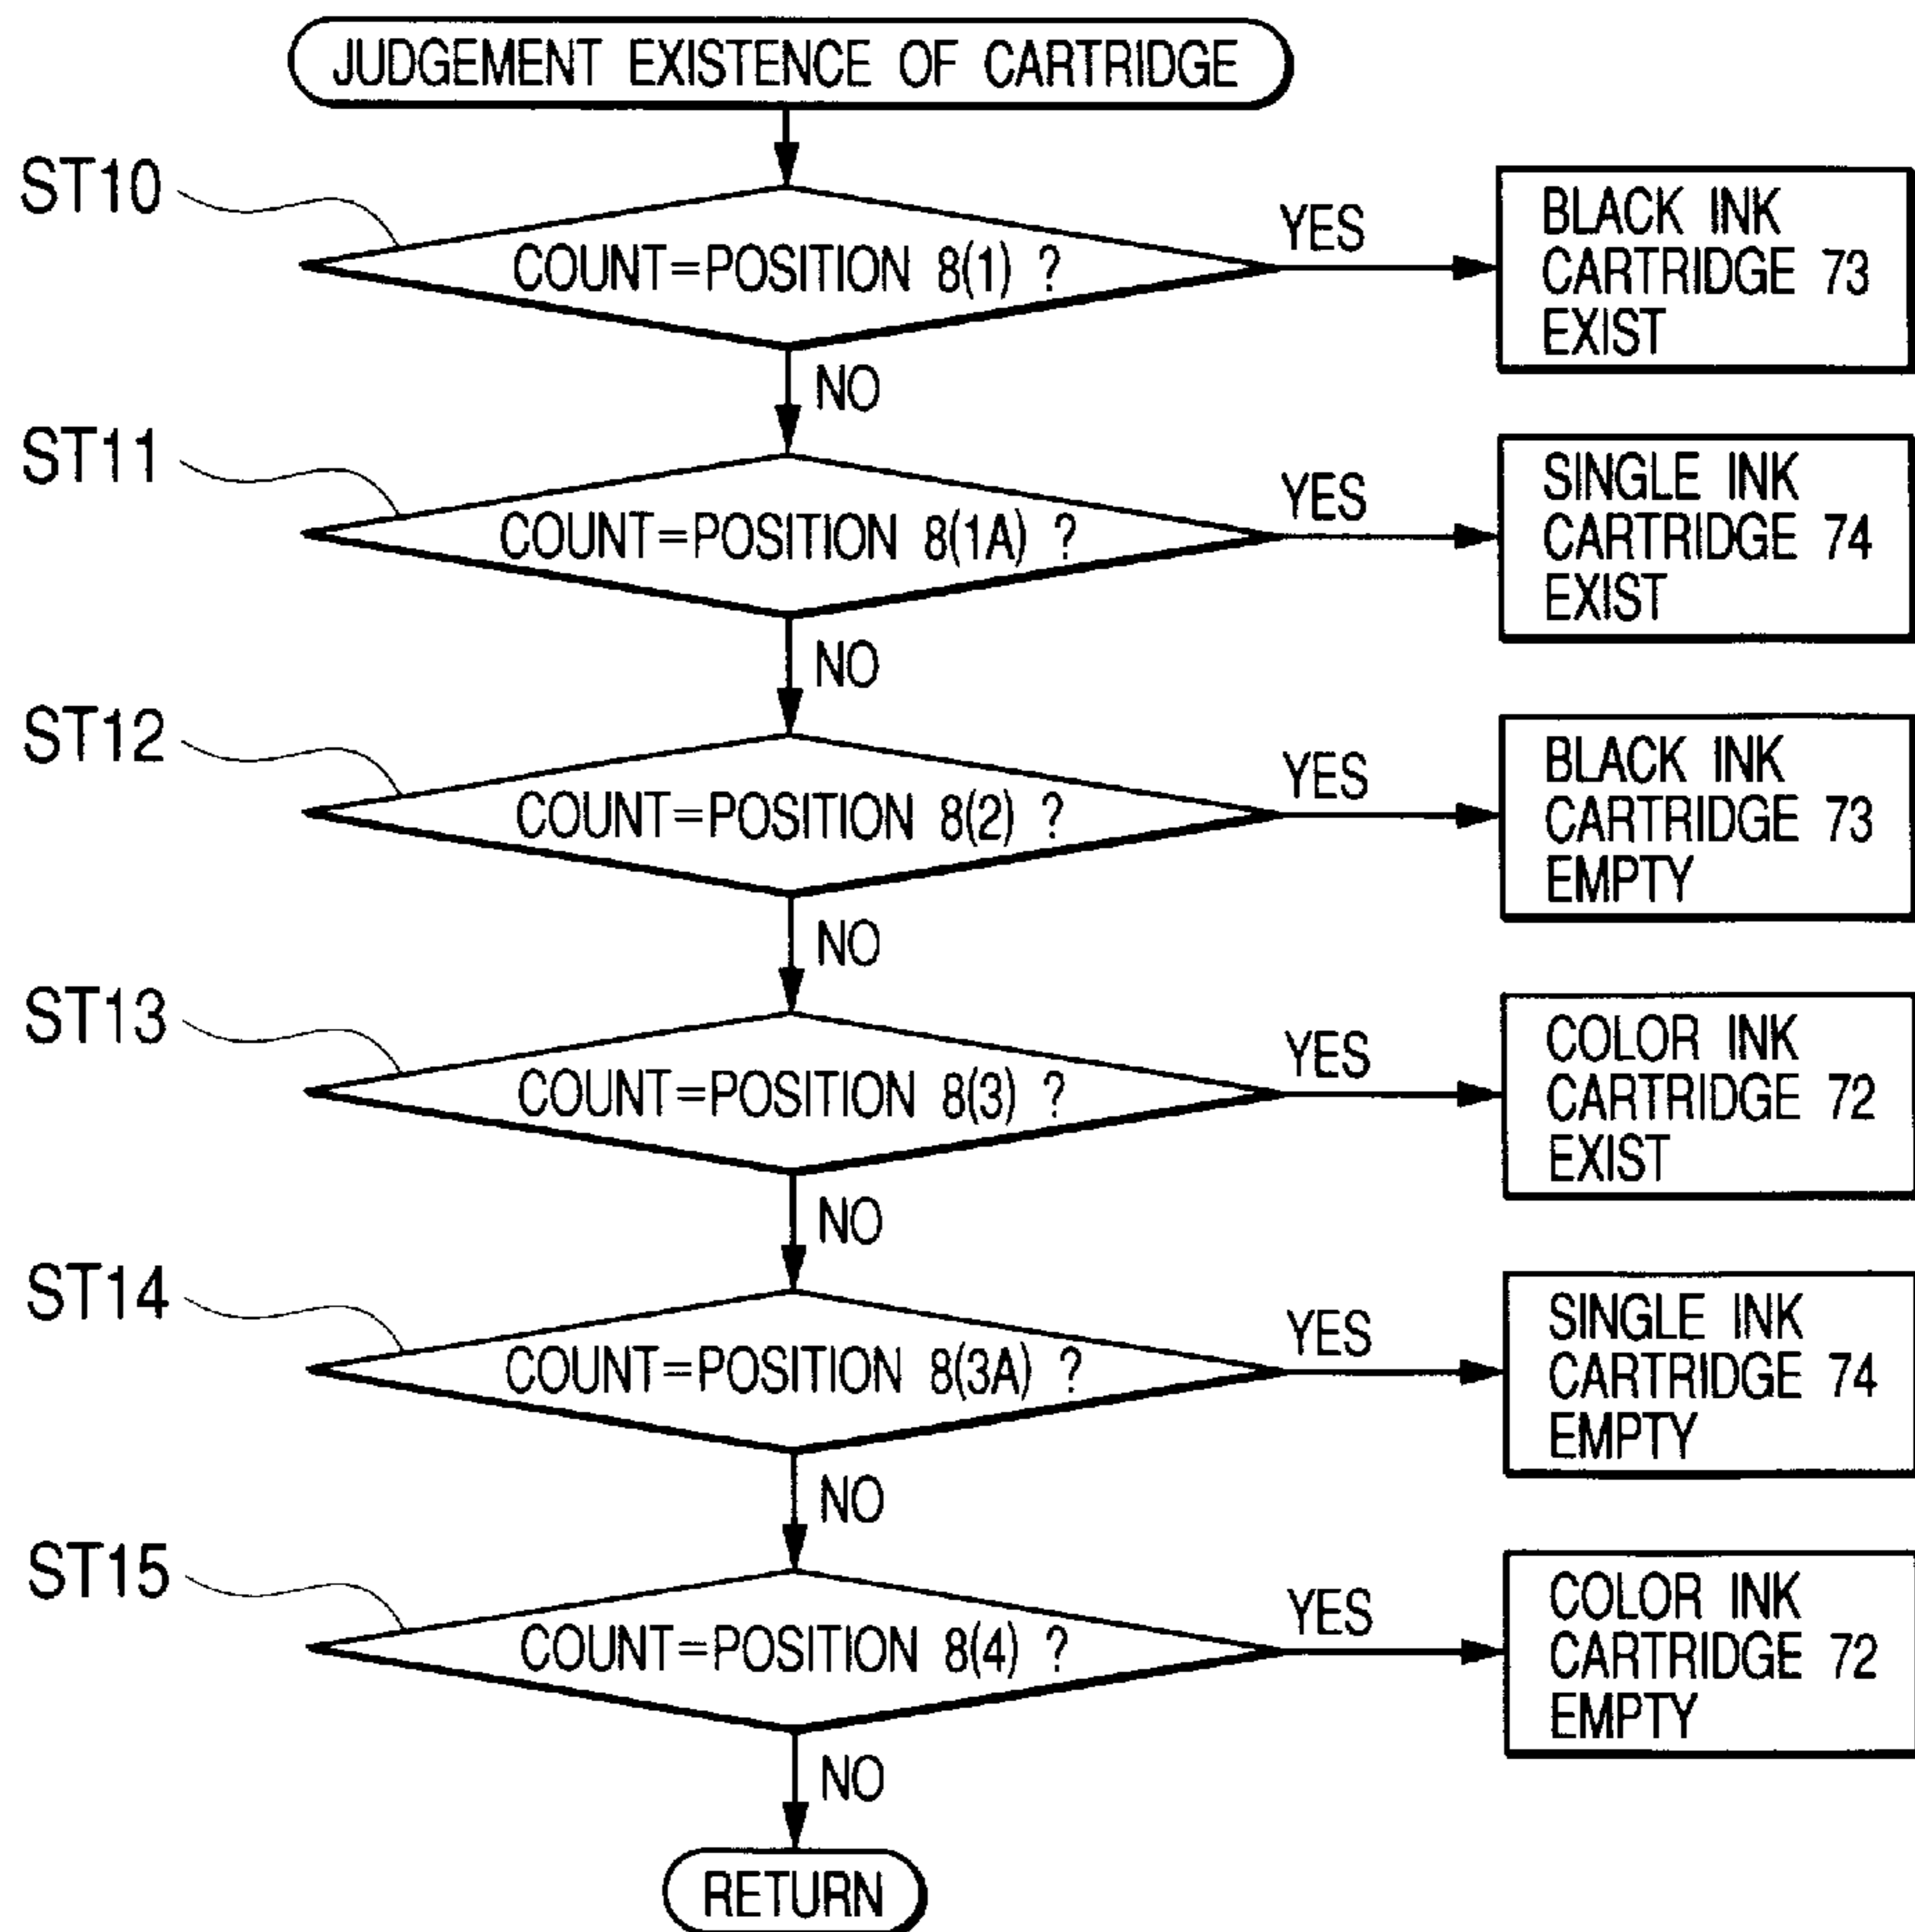 JUDGEMENT EXISTENCE OF CARTRIDGE
ST10
COUNT=POSITION 8(1) ?
YES
BLACK INK
CARTRIDGE 73
EXIST
NO
ST11
COUNT=POSITION 8(1A) ?
YES
SINGLE INK
CARTRIDGE 74
EXIST
NO
ST12
COUNT=POSITION 8(2) ?
YES
BLACK INK
CARTRIDGE 73
EMPTY
NO
ST13
COUNT=POSITION 8(3) ?
YES
COLOR INK
CARTRIDGE 72
EXIST
NO
ST14
COUNT=POSITION 8(3A) ?
YES
SINGLE INK
CARTRIDGE 74
EMPTY
NO
ST15
COUNT=POSITION 8(4) ?
YES
COLOR INK
CARTRIDGE 72
EMPTY
NO
RETURN